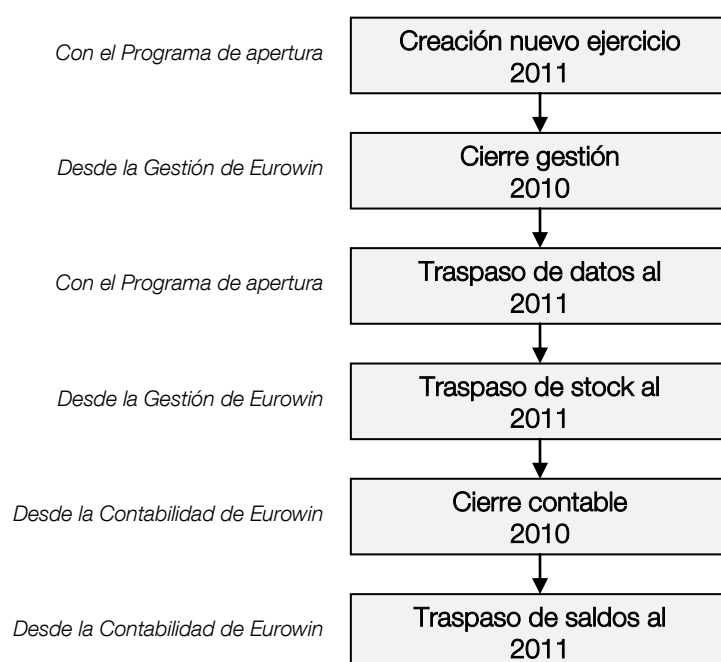 Con el Programa de apertura
Creación nuevo ejercicio
2011
Desde la Gestión de Eurowin
Cierre gestión
2010
Con el Programa de apertura
Traspaso de datos al
2011
Desde la Gestión de Eurowin
Traspaso de stock al
2011
Desde la Contabilidad de Eurowin
Cierre contable
2010
Desde la Contabilidad de Eurowin
Traspaso de saldos al
2011